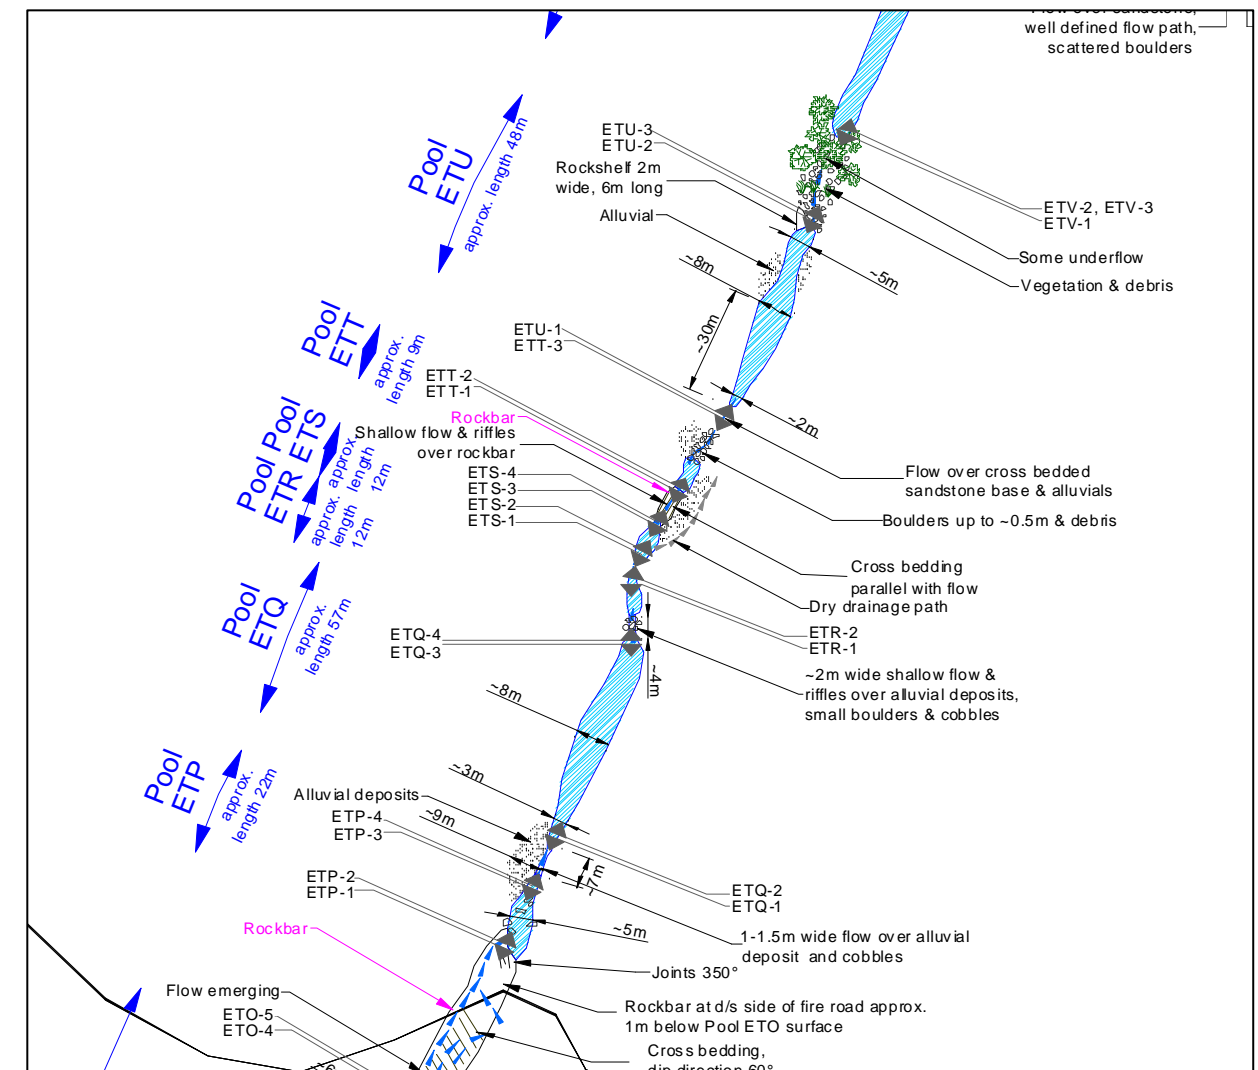 well defined flow path,
scattered boulders
ETU-3
ETU-2
Rockshelf 2m
wide, 6m long
Alluvial
Pool
ETU
approx. length 48m
ETV-2, ETV-3
ETV-1
Some underflow
Vegetation & debris
~8m
~5m
~30m
ETU-1
ETT-3
Pool
ETT
approx.
length 9m
ETT-2
ETT-1
Rockbar
Shallow flow & riffles
over rockbar
ETS-4
ETS-3
ETS-2
ETS-1
~2m
Flow over cross bedded
sandstone base & alluvials
Boulders up to ~0.5m & debris
Pool
ETS
approx.
length
12m
Pool
ETR
approx.
length
12m
Cross bedding
parallel with flow
Dry drainage path
ETR-2
ETR-1
Pool
ETQ
approx.
length 57m
ETQ-4
ETQ-3
~4m
~2m wide shallow flow &
riffles over alluvial deposits,
small boulders & cobbles
~8m
Pool
ETP
approx.
length 22m
~3m
Alluvial deposits
~9m
ETP-4
ETP-3
~7m
ETP-2
ETP-1
ETQ-2
ETQ-1
Rockbar
~5m
1-1.5m wide flow over alluvial
deposit and cobbles
Joints 350°
Flow emerging
ETO-5
ETO-4
Rockbar at d/s side of fire road approx.
1m below Pool ETO surface
Cross bedding,